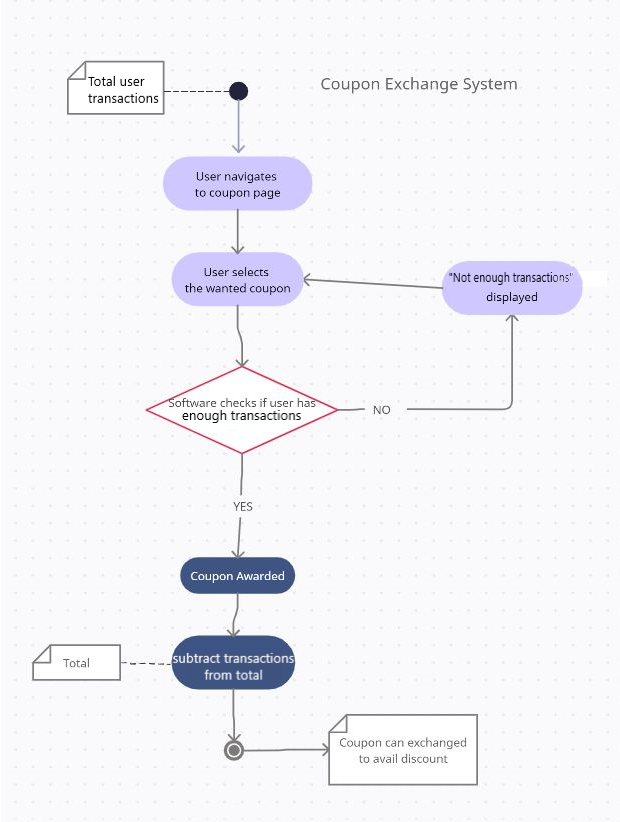 Total user
transactions
Coupon Exchange System
User navigates
to coupon page
User selects
the wanted coupon
"Not enough transactions"
displayed
Software checks if user has
enough transactions
NO
YES
Coupon Awarded
subtract transactions
from total
Total
Coupon can exchanged
to avail discount